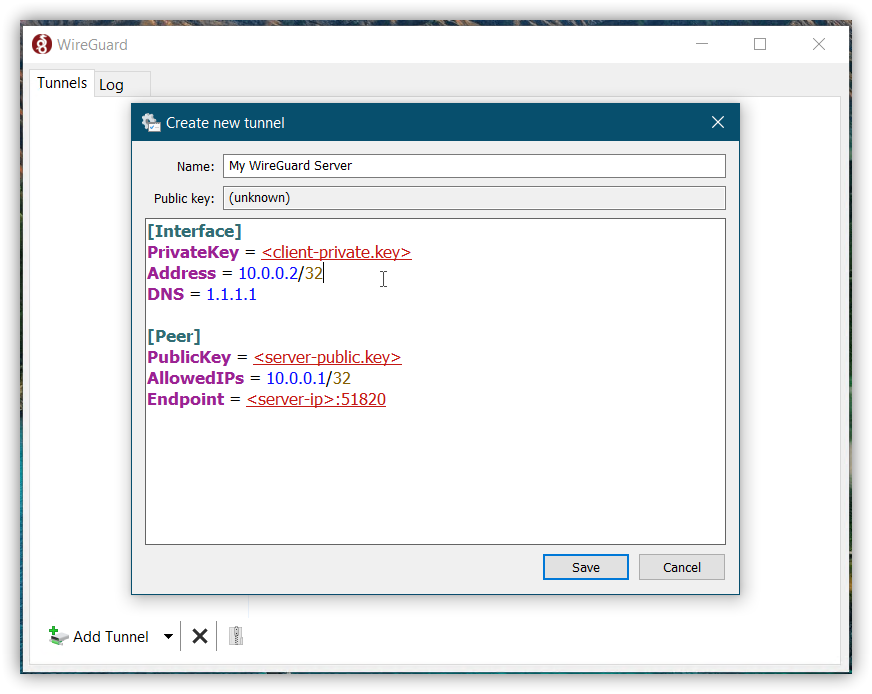 WireGuard
Tunnels
Log
Create new tunnel
Name: My WireGuard Server
Public key: (unknown)
[Interface]
PrivateKey = <client-private.key>
Address = 10.0.0.2/32
DNS = 1.1.1.1
[Peer]
PublicKey = <server-public.key>
AllowedIPs = 10.0.0.1/32
Endpoint = <server-ip>:51820
Save
Cancel
Add Tunnel